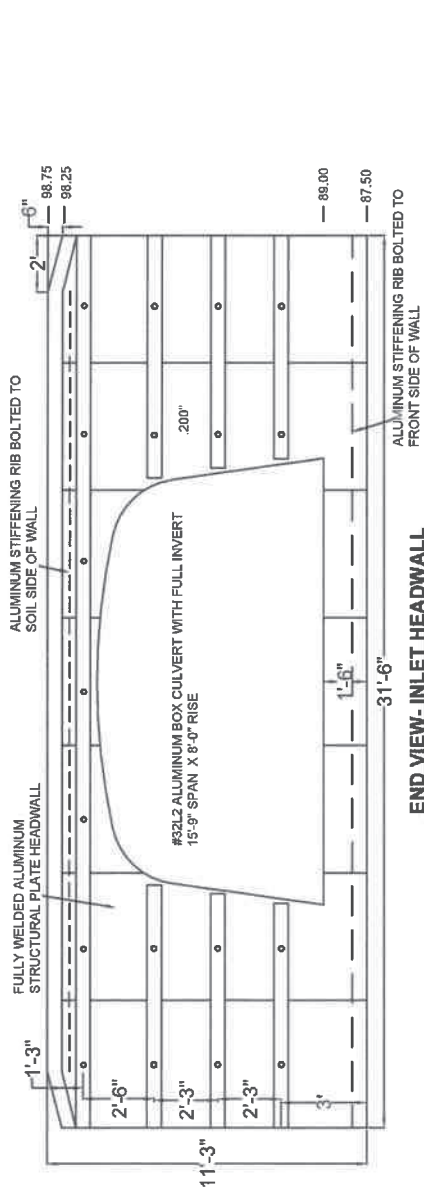 FULLY WELDED ALUMINUM
STRUCTURAL PLATE HEADWALL
ALUMINUM STIFFENING RIB BOLTED TO
SOIL SIDE OF WALL
6"
2'
98.75
98.25
1'-3"
2'-6"
2'-3"
2'-3"
3'
11'-3"
.200"
#32L2 ALUMINUM BOX CULVERT WITH FULL INVERT
15'-9" SPAN X 8'-0" RISE
89.00
87.50
1'-6"
31'-6"
ALUMINUM STIFFENING RIB BOLTED TO
FRONT SIDE OF WALL
END VIEW- INLET HEADWALL